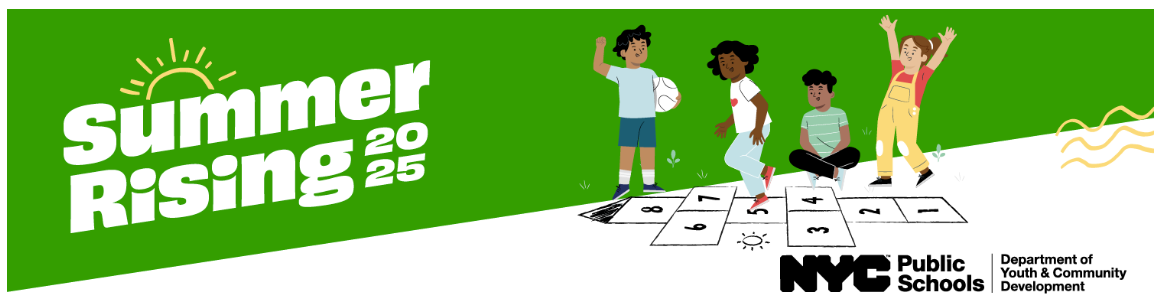 Summer
Rising 20
25
8
7
6
5
4
3
2
1
NYC Public
Schools
Department of
Youth & Community
Development